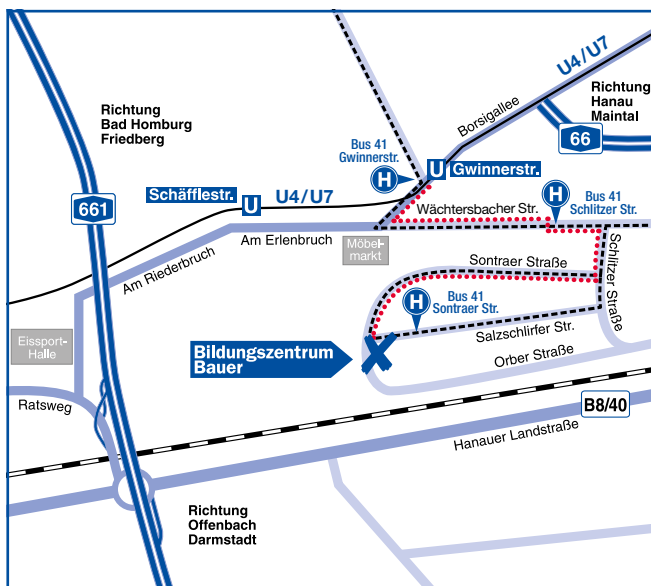 U4/U7
Richtung
Hanau
Maintal
Borsigallee
66
Richtung
Bad Homburg
Friedberg
Bus 41
Gwinnerstr.
H
U
Gwinnerstr.
Schäfflestr.
U
U4/U7
661
Wächtersbacher Str.
H
Bus 41
Schlitzer Str.
Am Erlenbruch
Möbel-
markt
Am Riederbruch
Sontraer Straße
Schlitzer Straße
H
Bus 41
Sontraer Str.
Salzschlirfer Str.
Eissport-
Halle
Bildungszentrum
Bauer
Orber Straße
Ratsweg
B8/40
Hanauer Landstraße
Richtung
Offenbach
Darmstadt